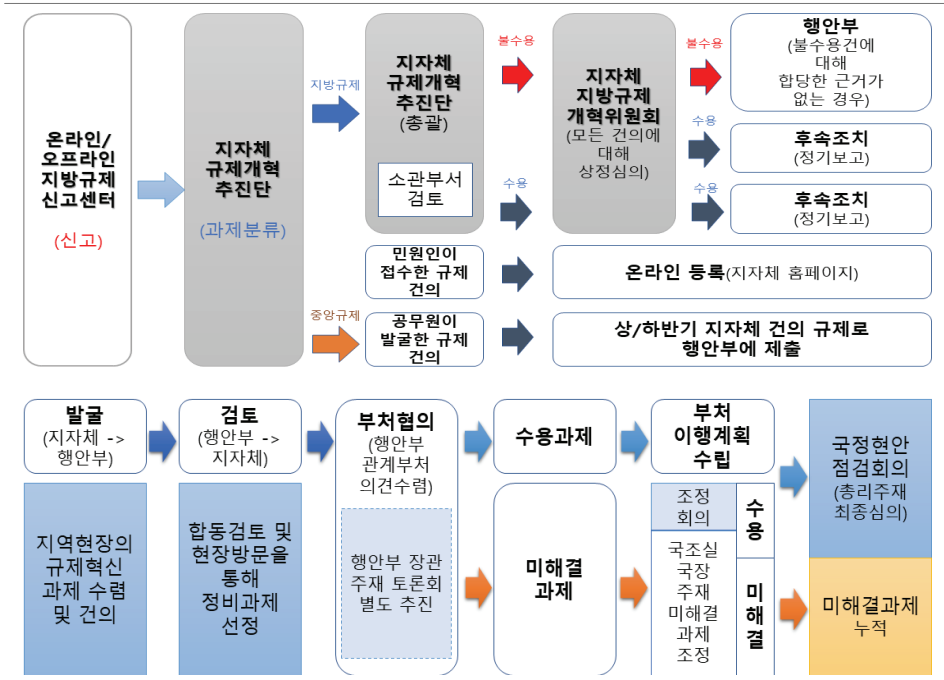 온라인/
오프라인
지방규제
신고센터
(신고)
지자체
규제개혁
추진단
(과제분류)
지방규제
중앙규제
지자체
규제개혁
추진단
(총괄)
소관부서
검토
불수용
수용
지자체
지방규제
개혁위원회
(모든 건의에
대해
상정심의)
불수용
수용
수용
행안부
(불수용건에
대해
합당한 근거가
없는 경우)
후속조치
(정기보고)
후속조치
(정기보고)
민원인이
접수한 규제
건의
온라인 등록(지자체 홈페이지)
공무원이
발굴한 규제
건의
상/하반기 지자체 건의 규제로
행안부에 제출
발굴
(지자체 ->
행안부)
지역현장의
규제혁신
과제 수렴
및 건의
검토
(행안부 ->
지자체)
합동검토 및
현장방문을
통해
정비과제
선정
부처협의
(행안부
관계부처
의견수렴)
행안부 장관
주재 토론회
별도 추진
수용과제
미해결
과제
부처
이행계획
수립
조정
회의
국조실
국장
주재
미해결
과제
조정
수
용
미
해
결
국정현안
점검회의
(총리주재
최종심의)
미해결과제
누적